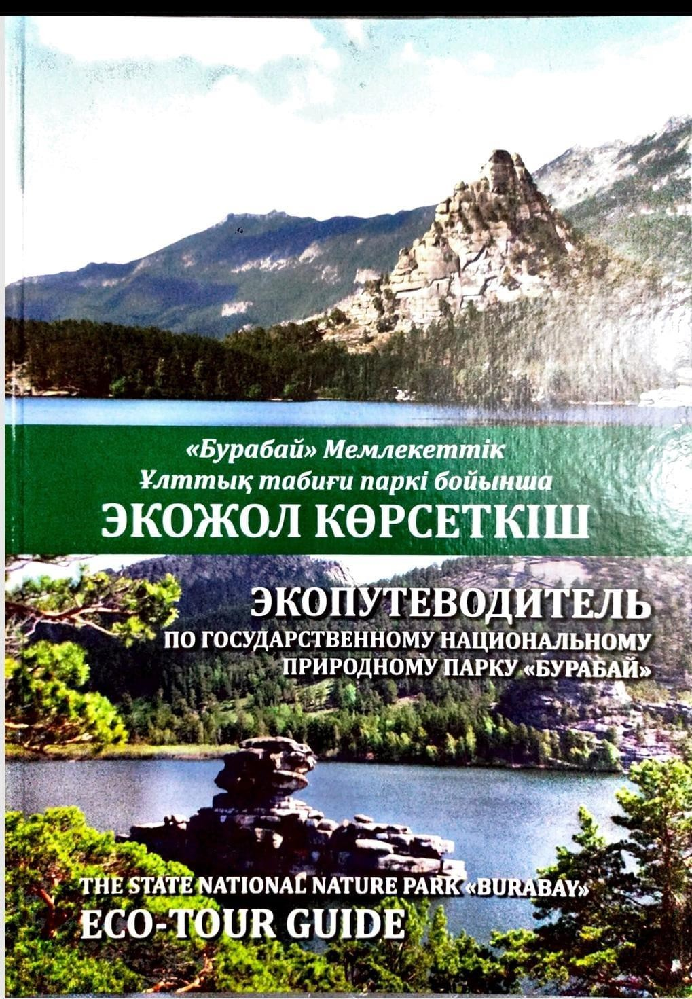 «Бурабай» Мемлекеттік
Ұлттық табиғи паркі бойынша
ЭКОЖОЛ КӨРСЕТКІШ
ЭКОПУТЕВОДИТЕЛЬ
ПО ГОСУДАРСТВЕННОМУ НАЦИОНАЛЬНОМУ
ПРИРОДНОМУ ПАРКУ «БУРАБАЙ»
THE STATE NATIONAL NATURE PARK «BURABAY»
ECO-TOUR GUIDE